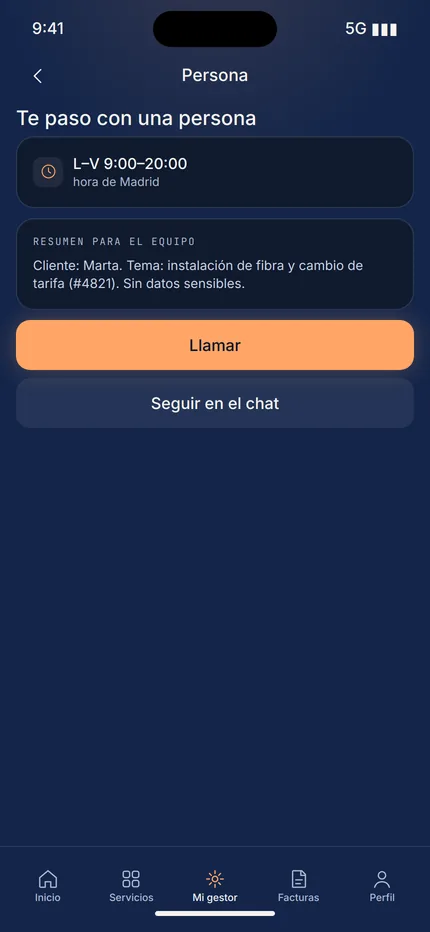 9:41
5G
Persona
Te paso con una persona
L–V 9:00–20:00
hora de Madrid
RESUMEN PARA EL EQUIPO
Cliente: Marta. Tema: instalación de fibra y cambio de
tarifa (#4821). Sin datos sensibles.
Llamar
Seguir en el chat
Inicio
Servicios
Mi gestor
Facturas
Perfil